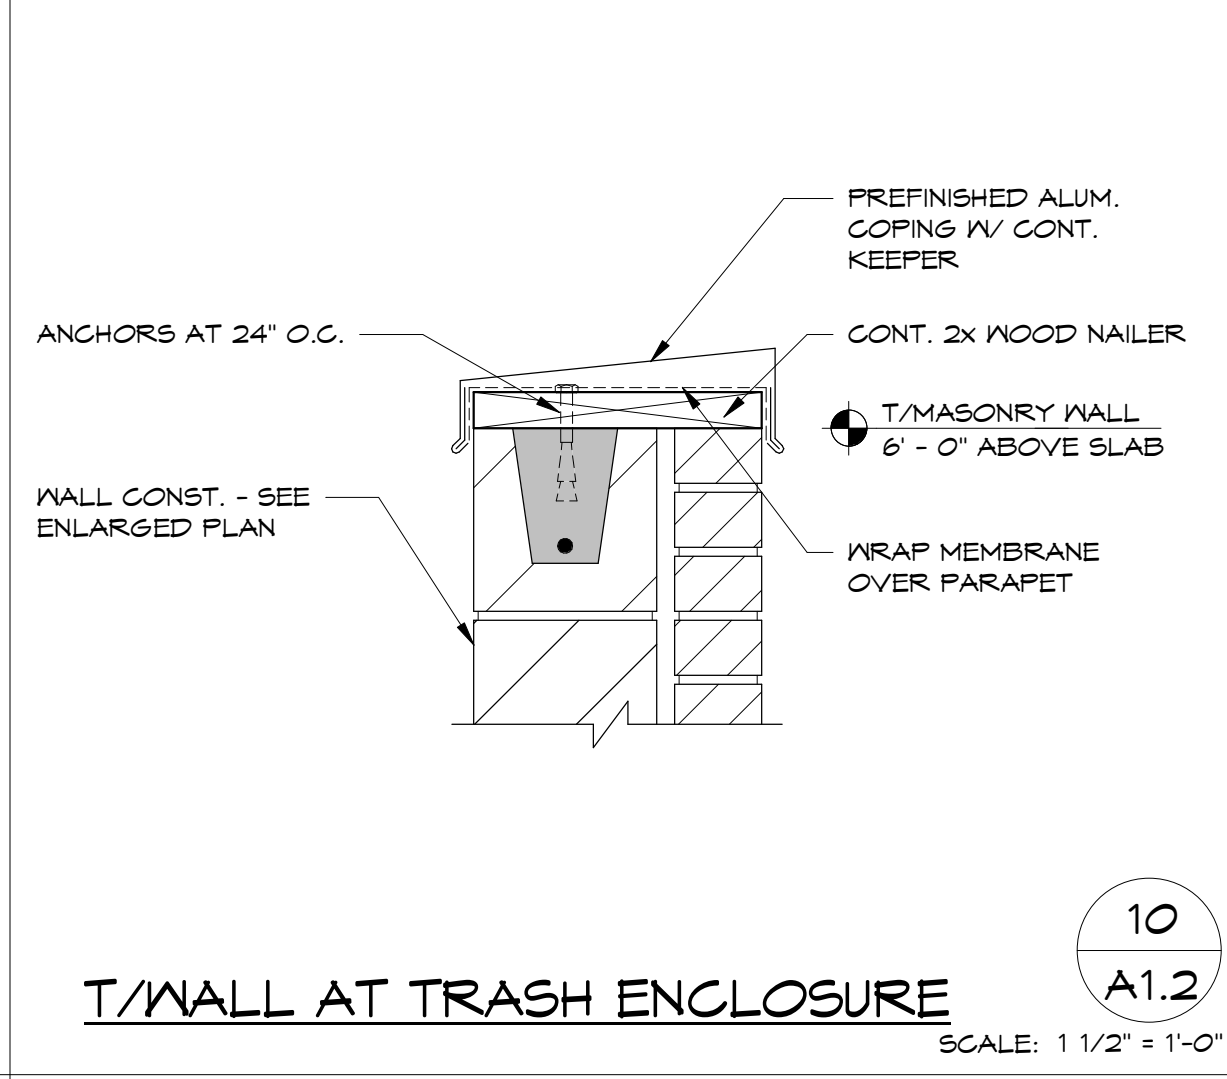 PREFINISHED ALUM.
COPING W/ CONT.
KEEPER
ANCHORS AT 24" O.C.
CONT. 2x WOOD NAILER
T/MASONRY WALL
6' - 0" ABOVE SLAB
WALL CONST. - SEE
ENLARGED PLAN
WRAP MEMBRANE
OVER PARAPET
10
A1.2
T/WALL AT TRASH ENCLOSURE
SCALE: 1 1/2" = 1'-0"